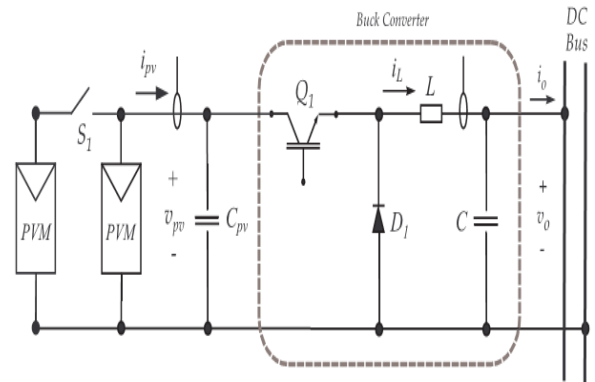 Buck Converter
DC
Bus
i_pv
Q_1
i_L
L
i_o
S_1
PVM
PVM
+
v_pv
-
C_pv
D_1
C
+
v_o
-